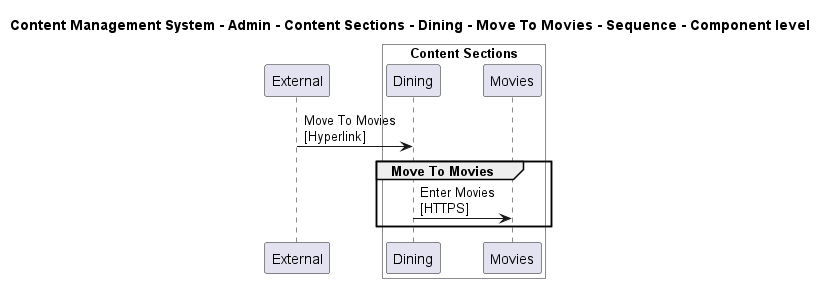 Content Management System - Admin - Content Sections - Dining - Move To Movies - Sequence - Component level
Content Sections
External
Dining
Movies
Move To Movies
[Hyperlink]
Move To Movies
Enter Movies
[HTTPS]
External
Dining
Movies